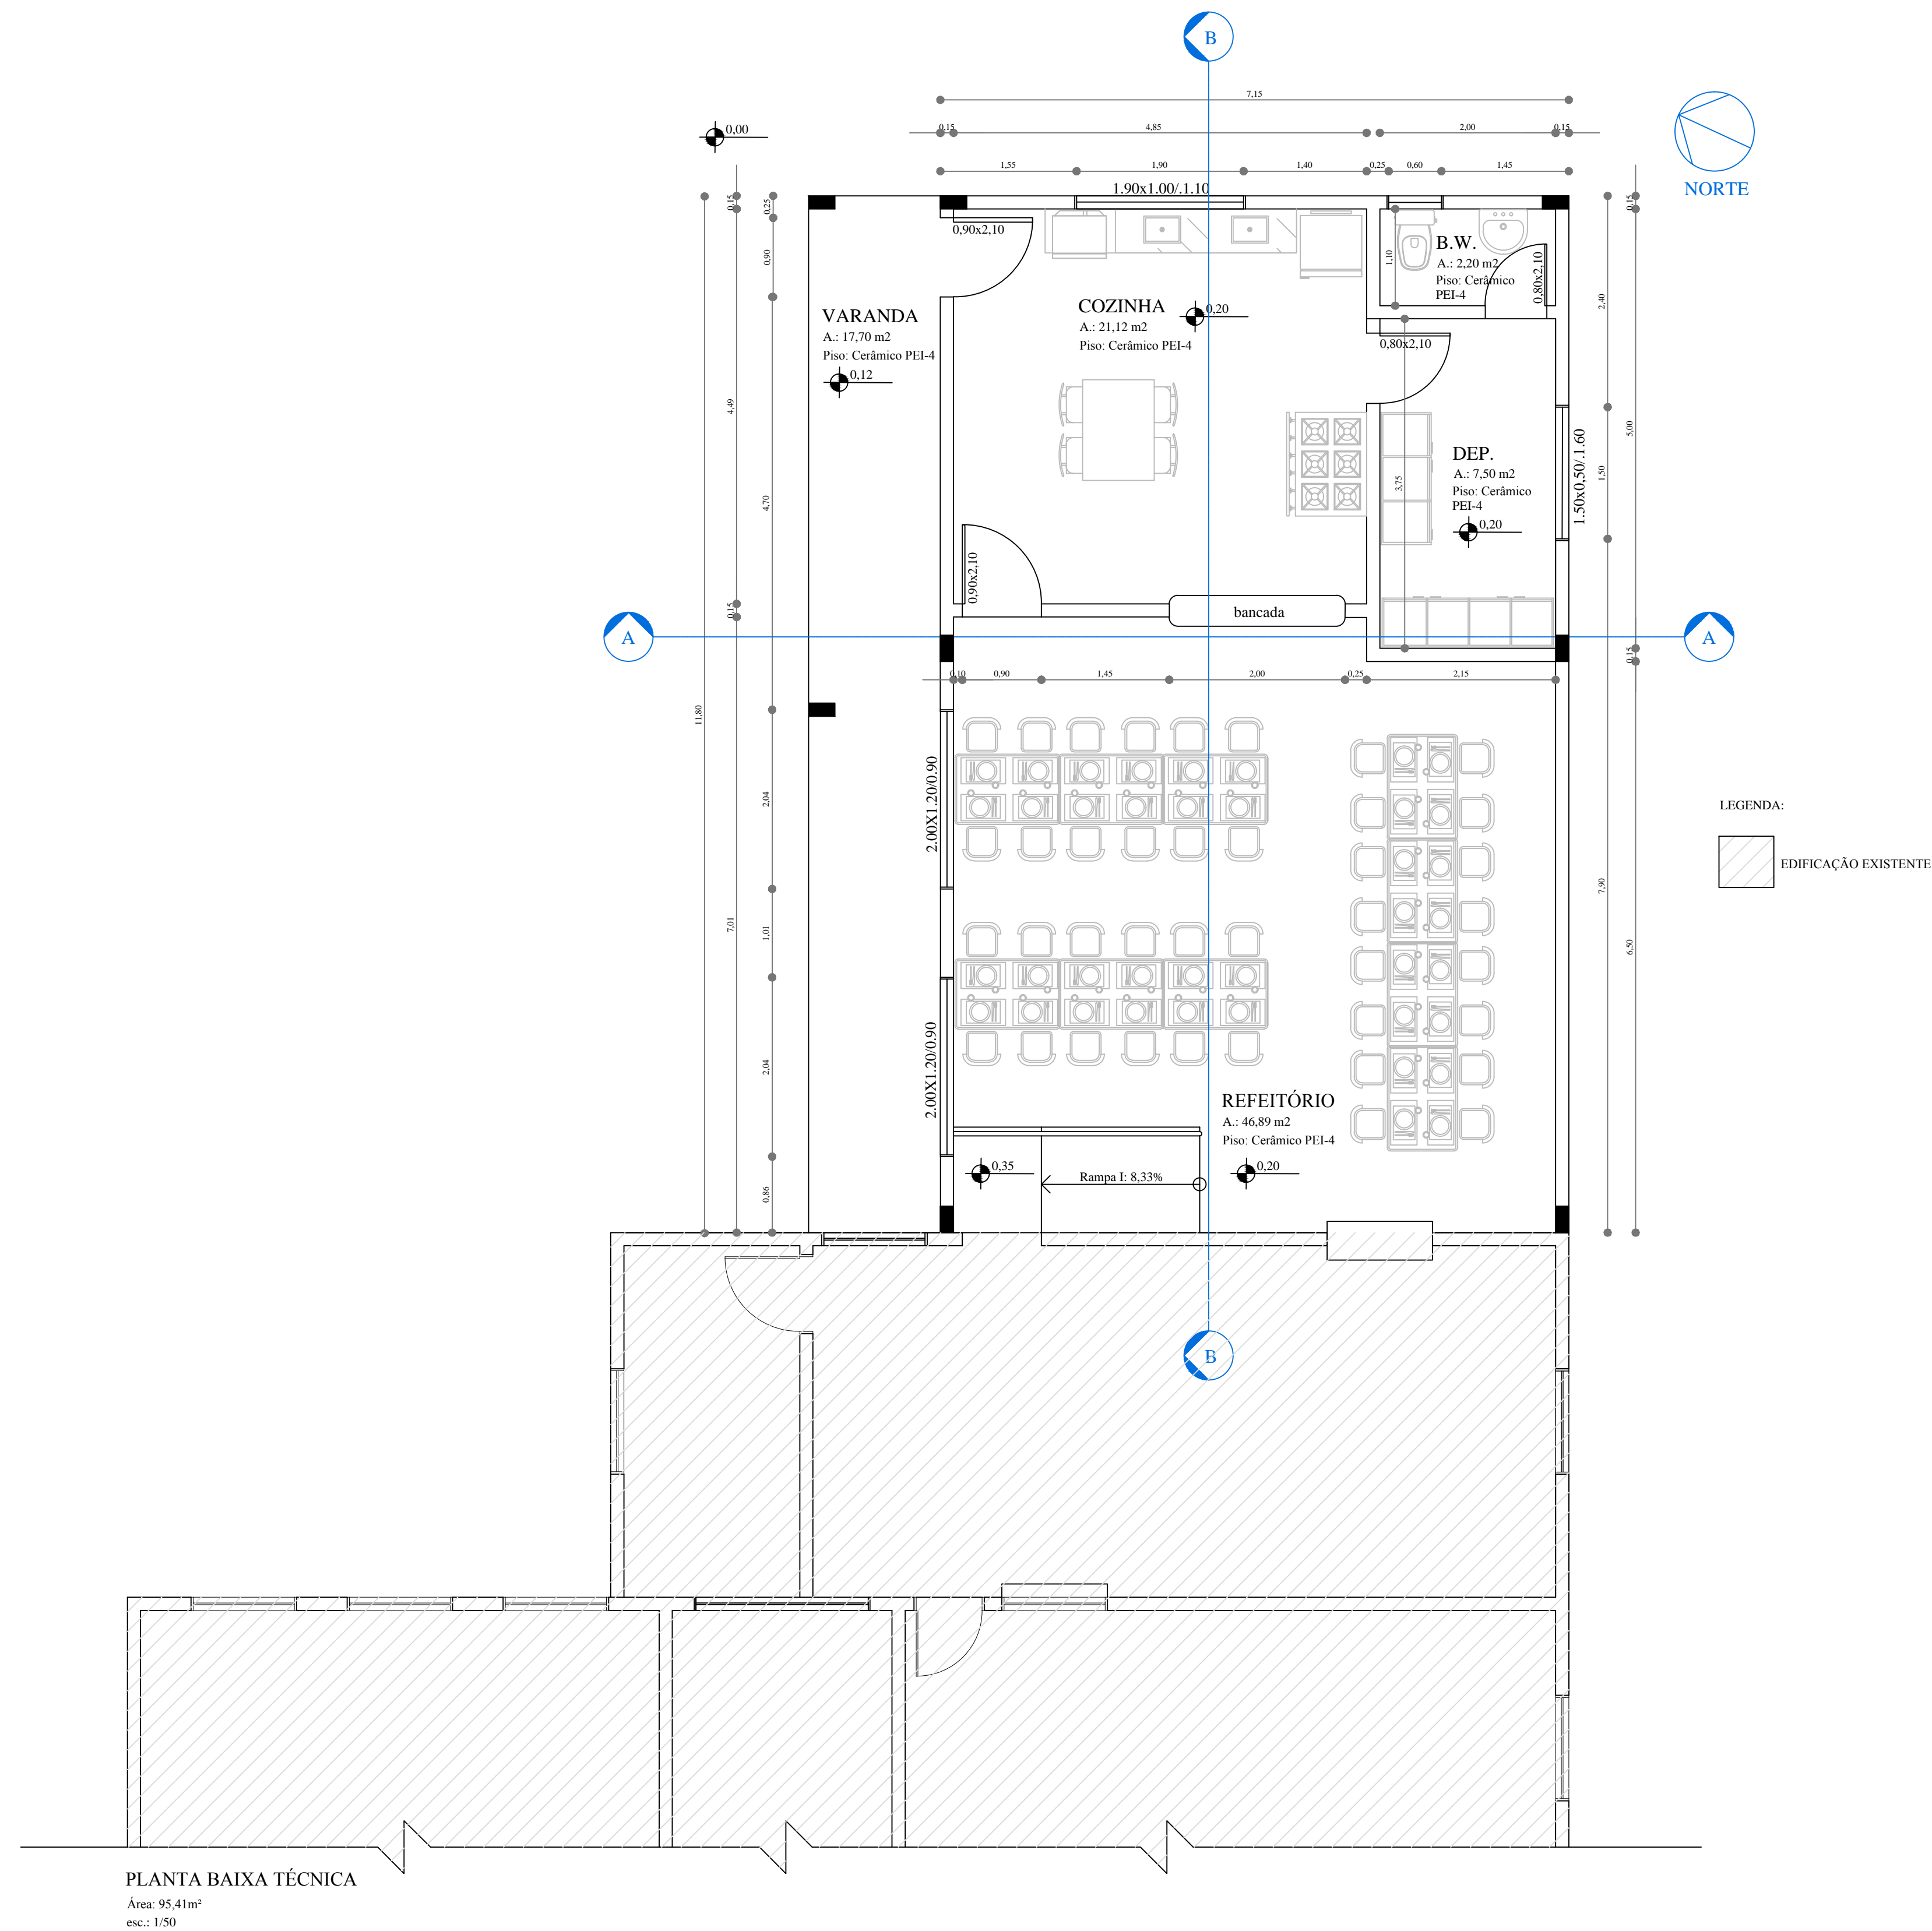 B
7,15
0,15
4,85
2,00
0,15
0,00
1,55
1,90
1,40
0,25
0,60
1,45
NORTE
1.90x1.00/.1.10
0,15
0,25
0,15
0,90x2,10
B.W.
A.: 2,20 m2
Piso: Cerâmico
PEI-4
1,10
0,80x2,10
0,90
2,40
VARANDA
A.: 17,70 m2
Piso: Cerâmico PEI-4
0,12
COZINHA
A.: 21,12 m2
Piso: Cerâmico PEI-4
0,20
0,80x2,10
4,49
4,70
DEP.
A.: 7,50 m2
Piso: Cerâmico
PEI-4
0,20
3,75
1.50x0,50/.1.60
1,50
5,00
0,90x2,10
0,15
bancada
A
A
0,15
0,10
0,90
1,45
2,00
0,25
2,15
11,80
2.00X1.20/0.90
2,04
LEGENDA:
EDIFICAÇÃO EXISTENTE
7,01
1,01
7,90
6,50
2.00X1.20/0.90
2,04
REFEITÓRIO
A.: 46,89 m2
Piso: Cerâmico PEI-4
0,35
Rampa I: 8,33%
0,20
0,86
B
PLANTA BAIXA TÉCNICA
Área: 95,41m²
esc.: 1/50